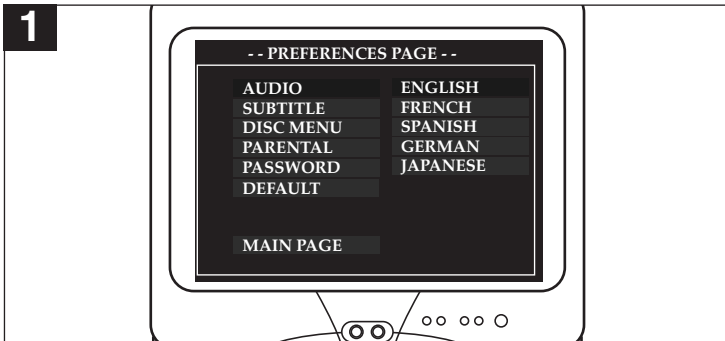 1
- - PREFERENCES PAGE - -
AUDIO
SUBTITLE
DISC MENU
PARENTAL
PASSWORD
DEFAULT
MAIN PAGE
ENGLISH
FRENCH
SPANISH
GERMAN
JAPANESE